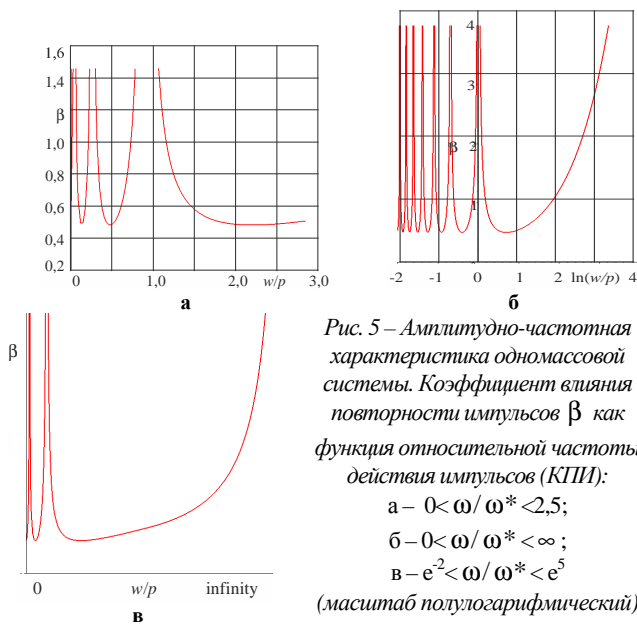 1,6
1,4
β
1,0
0,8
0,6
0,4
0,2
0 1,0 w/p 2,0 3,0
а
4
3
2
β
1
-2 -1 0 1 2 ln(w/p) 4
б
β
0 w/p infinity
в
Рис. 5 – Амплитудно-частотная
характеристика одномассовой
системы. Коэффициент влияния
повторности импульсов β как
функция относительной частоты
действия импульсов (КПИ):
а – 0< ω/ω* <2,5;
б – 0< ω/ω* < ∞ ;
в – e⁻²< ω/ω* < e⁵
(масштаб полулогарифмический)